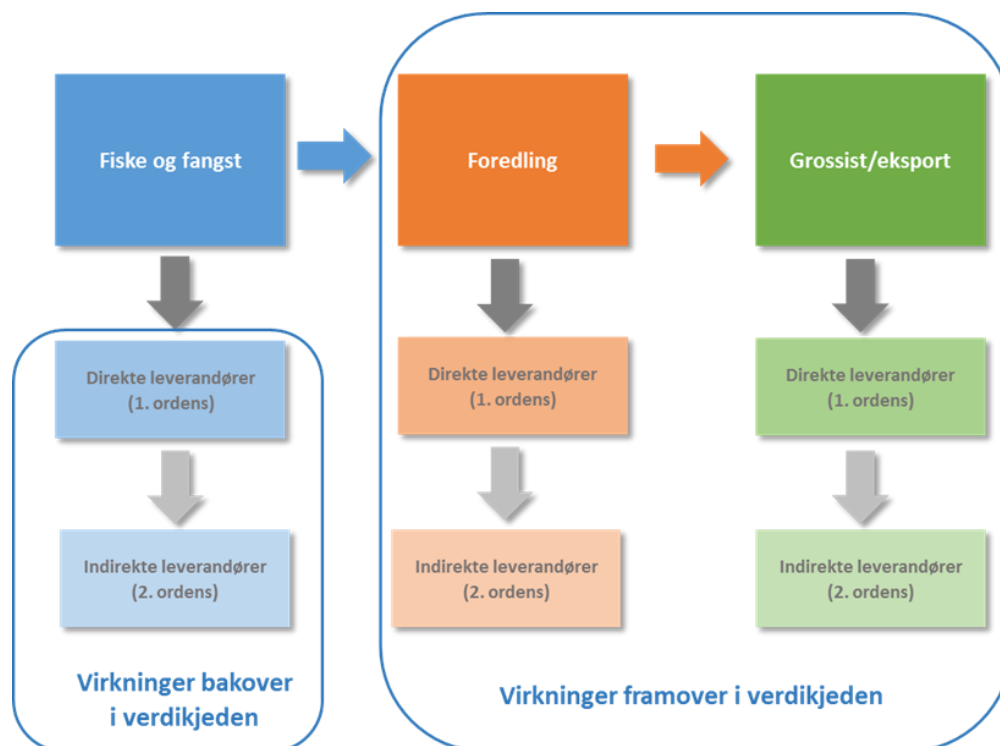 Fiske og fangst
Foredling
Grossist/eksport
Direkte leverandører
(1. ordens)
Direkte leverandører
(1. ordens)
Direkte leverandører
(1. ordens)
Indirekte leverandører
(2. ordens)
Indirekte leverandører
(2. ordens)
Indirekte leverandører
(2. ordens)
Virkninger bakover
i verdikjeden
Virkninger framover i verdikjeden